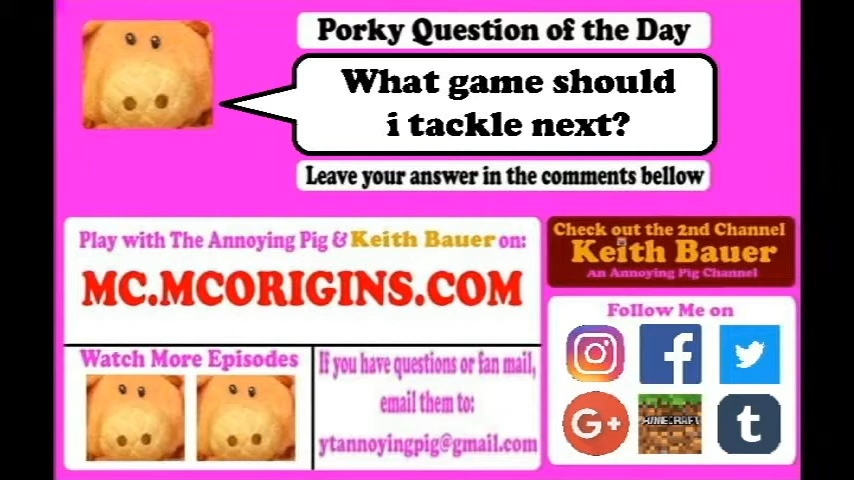 Porky Question of the Day
What game should
i tackle next?
Leave your answer in the comments bellow
Play with The Annoying Pig & Keith Bauer on:
MC.MCORIGINS.COM
Check out the 2nd Channel
Keith Bauer
An Annoying Pig Channel
Follow Me on
Watch More Episodes
If you have questions or fan mail,
email them to:
ytannoyingpig@gmail.com
f
G+
MINECRAFT
t